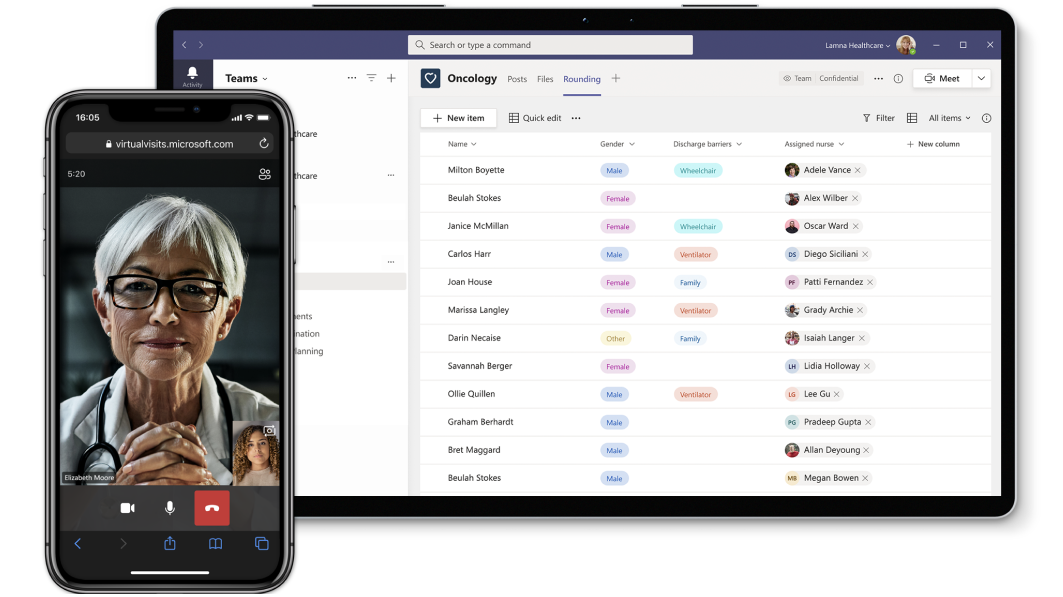 Search or type a command
Lamna Healthcare
Activity
Teams
Oncology Posts Files Rounding
Team Confidential
Meet
New item Quick edit
Filter All items
Name Gender Discharge barriers Assigned nurse New column
Milton Boyette Male Wheelchair Adele Vance
Beulah Stokes Female Alex Wilber
Janice McMillan Female Wheelchair Oscar Ward
Carlos Harr Male Ventilator DS Diego Siciliani
Joan House Female Family PF Patti Fernandez
Marissa Langley Female Ventilator Grady Archie
Darin Necaise Other Family Isaiah Langer
Savannah Berger Female LH Lidia Holloway
Ollie Quillen Male Ventilator LG Lee Gu
Graham Berhardt Male PG Pradeep Gupta
Bret Maggard Male Allan Deyoung
Beulah Stokes Male MB Megan Bowen
thcare
thcare
ents
nation
lanning
16:05
virtualvisits.microsoft.com
5:20
Elizabeth Moore